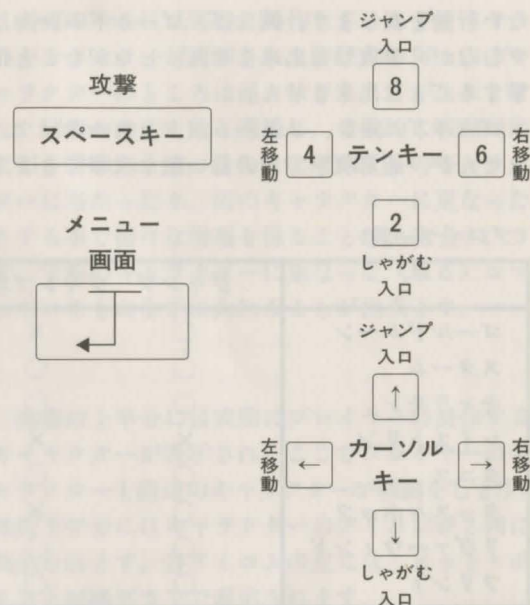 攻撃
スペースキー
メニュー
画面
ジャンプ
入口
8
左移動
4
テンキー
6
右移動
2
しゃがむ
入口
ジャンプ
入口
↑
左移動
←
カーソル
キー
→
右移動
↓
しゃがむ
入口